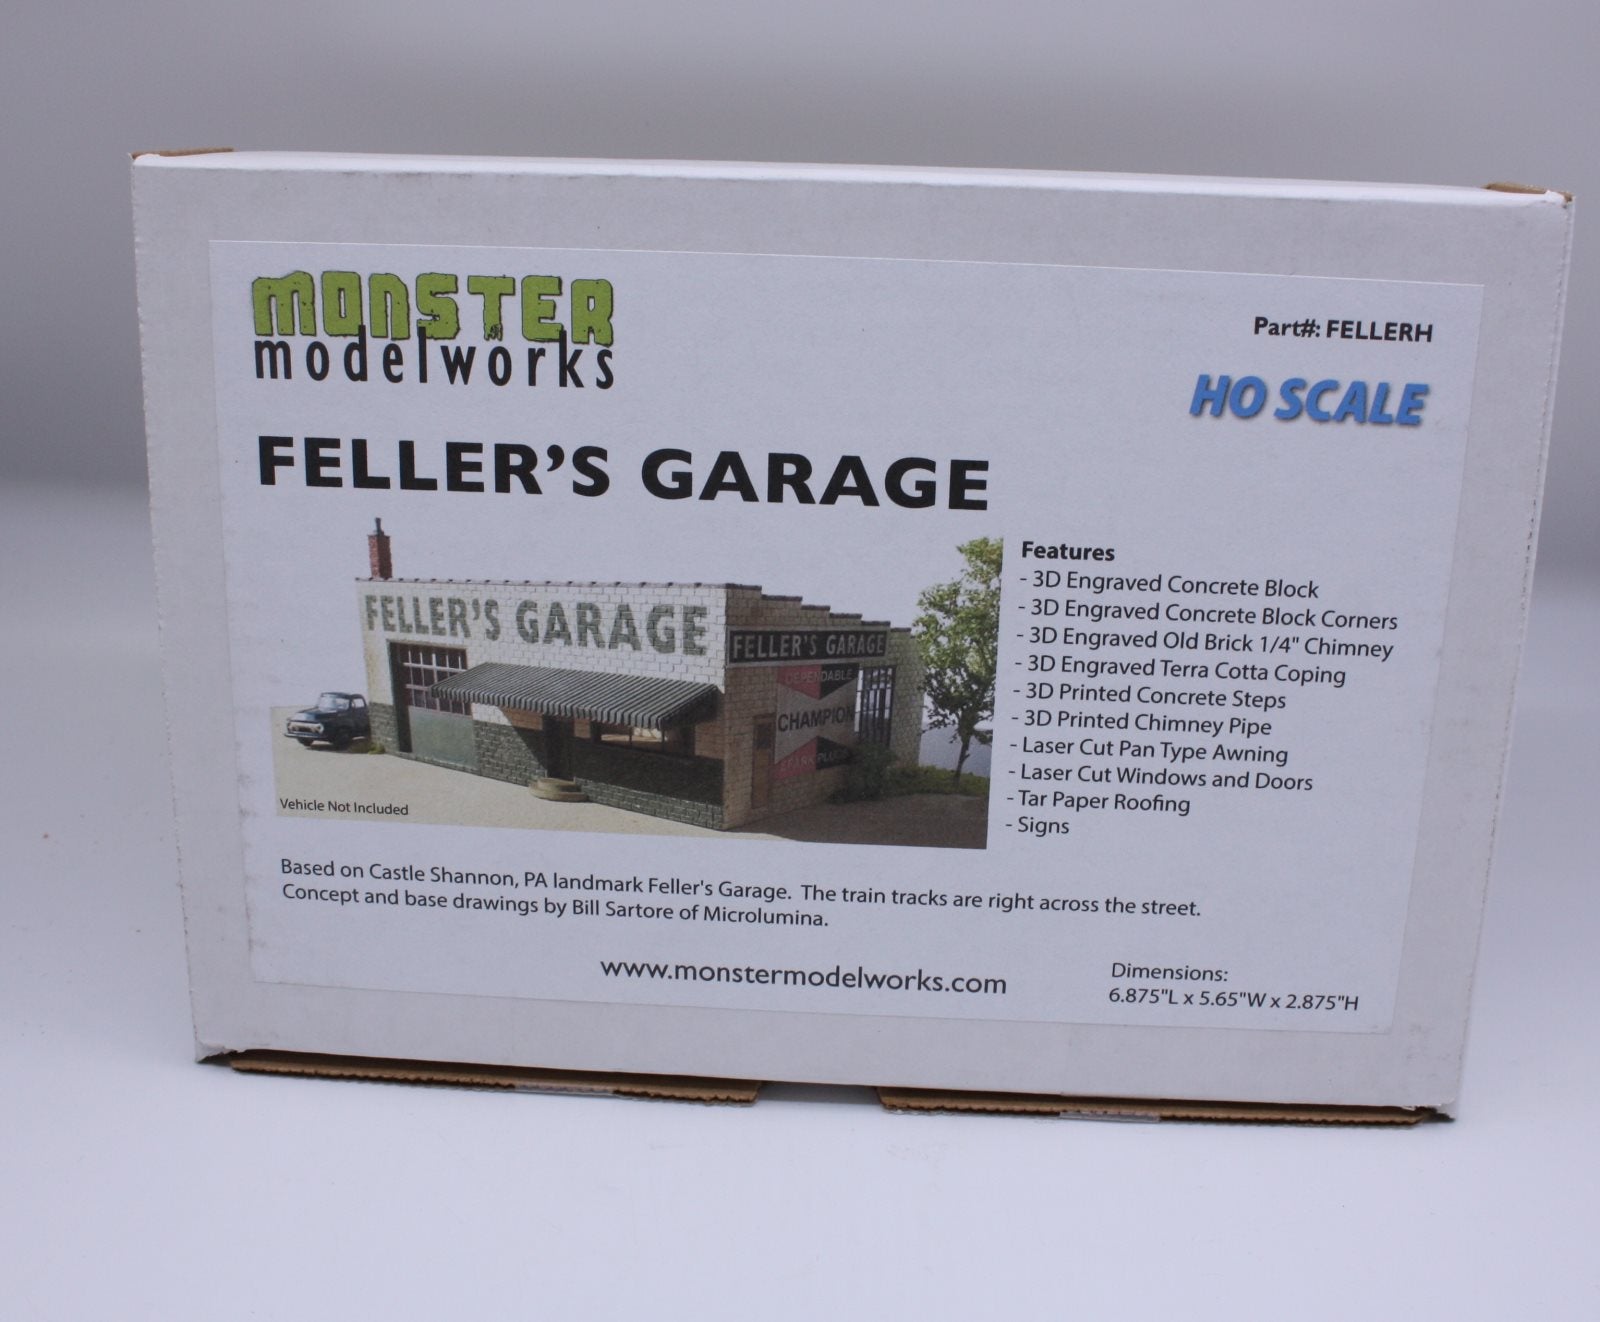 MONSTER
modelworks
Part#: FELLERH
HO SCALE
FELLER'S GARAGE
FELLER'S GARAGE
FELLER'S GARAGE
DEPENDABLE
CHAMPION
SPARK PLUGS
Vehicle Not Included
Features
- 3D Engraved Concrete Block
- 3D Engraved Concrete Block Corners
- 3D Engraved Old Brick 1/4" Chimney
- 3D Engraved Terra Cotta Coping
- 3D Printed Concrete Steps
- 3D Printed Chimney Pipe
- Laser Cut Pan Type Awning
- Laser Cut Windows and Doors
- Tar Paper Roofing
- Signs
Based on Castle Shannon, PA landmark Feller's Garage. The train tracks are right across the street.
Concept and base drawings by Bill Sartore of Microlumina.
www.monstermodelworks.com
Dimensions:
6.875"L x 5.65"W x 2.875"H